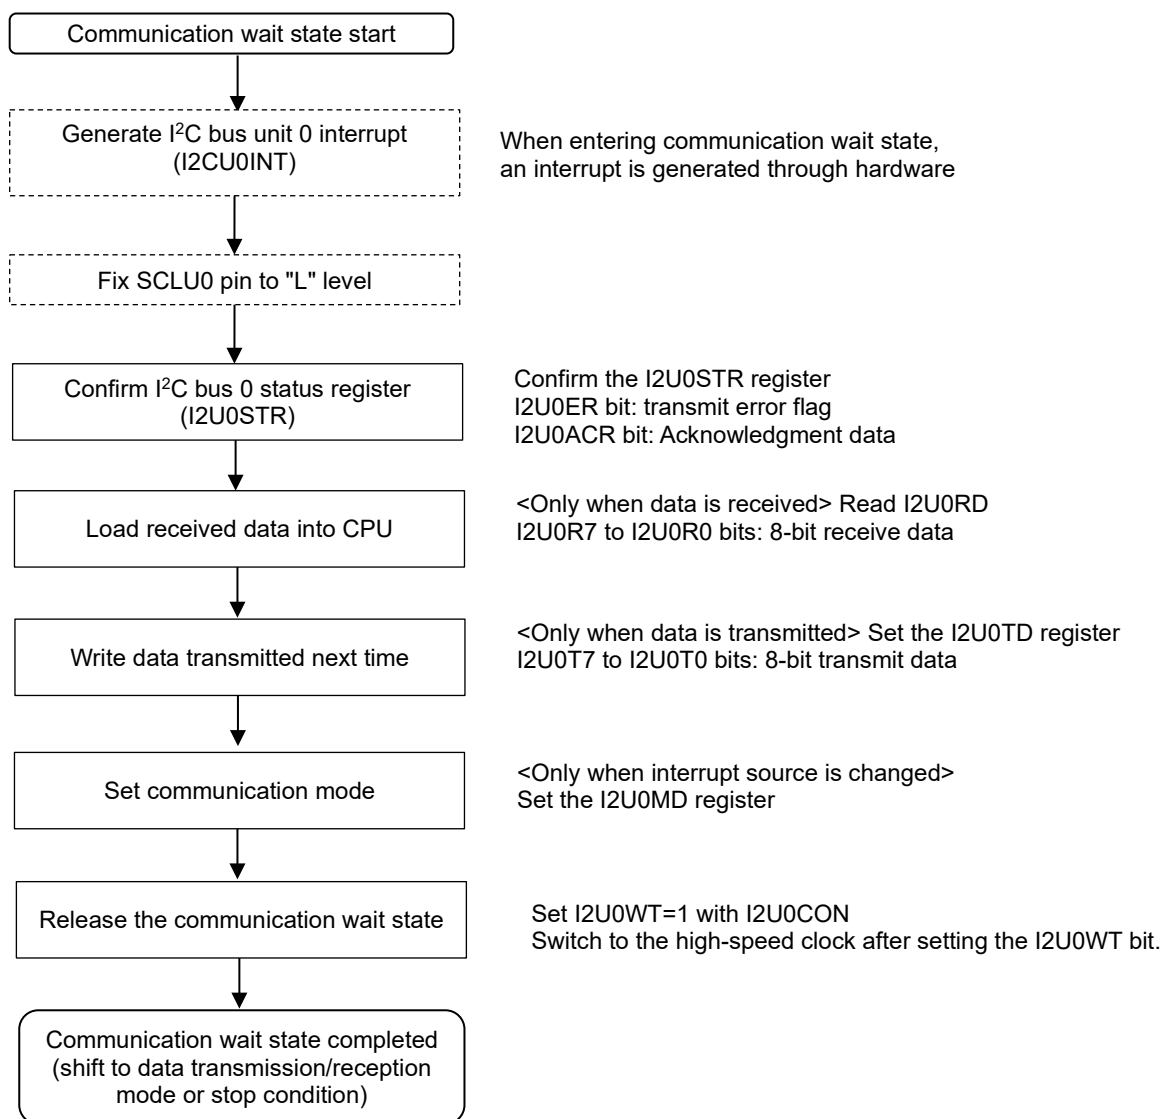 Communication wait state start
Generate I²C bus unit 0 interrupt
(I2CU0INT)
When entering communication wait state,
an interrupt is generated through hardware
Fix SCLU0 pin to "L" level
Confirm I²C bus 0 status register
(I2U0STR)
Confirm the I2U0STR register
I2U0ER bit: transmit error flag
I2U0ACR bit: Acknowledgment data
Load received data into CPU
<Only when data is received> Read I2U0RD
I2U0R7 to I2U0R0 bits: 8-bit receive data
Write data transmitted next time
<Only when data is transmitted> Set the I2U0TD register
I2U0T7 to I2U0T0 bits: 8-bit transmit data
Set communication mode
<Only when interrupt source is changed>
Set the I2U0MD register
Release the communication wait state
Set I2U0WT=1 with I2U0CON
Switch to the high-speed clock after setting the I2U0WT bit.
Communication wait state completed
(shift to data transmission/reception
mode or stop condition)